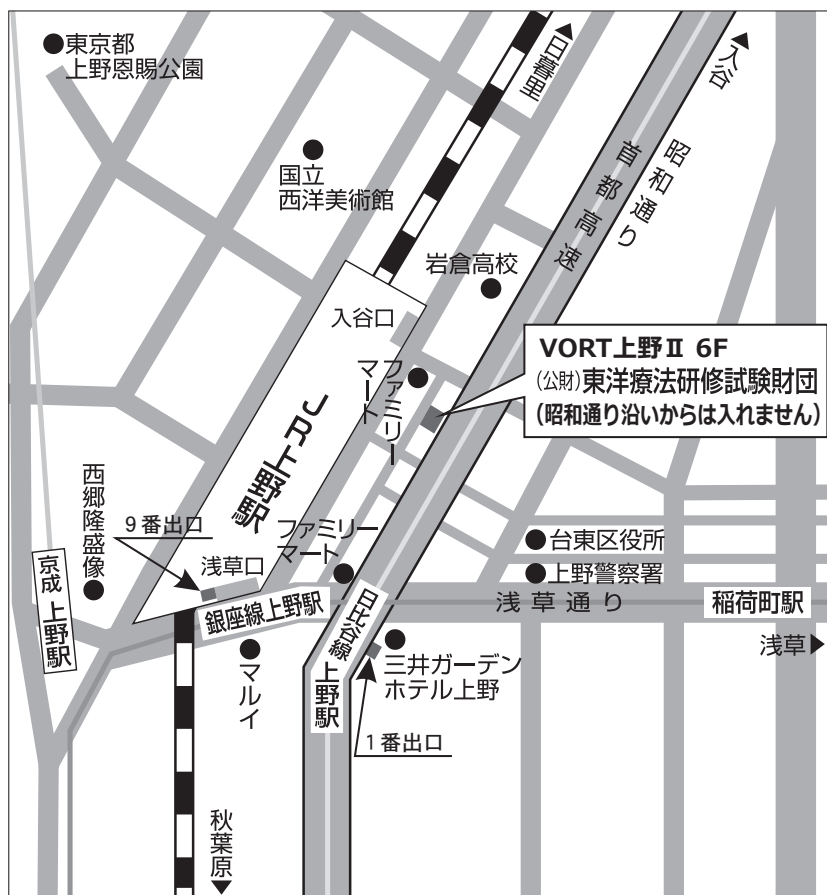 東京都
上野恩賜公園
日暮里
入谷
国立
西洋美術館
昭和通り
首都高速
岩倉高校
入谷口
VORT上野Ⅱ 6F
(公財)東洋療法研修試験財団
(昭和通り沿いからは入れません)
ファミリー
マート
JR上野駅
西郷隆盛像
9番出口
浅草口
ファミリー
マート
台東区役所
上野警察署
京成 上野駅
銀座線上野駅
浅草通り
稲荷町駅
浅草
日比谷線
上野駅
マルイ
三井ガーデン
ホテル上野
1番出口
秋葉原